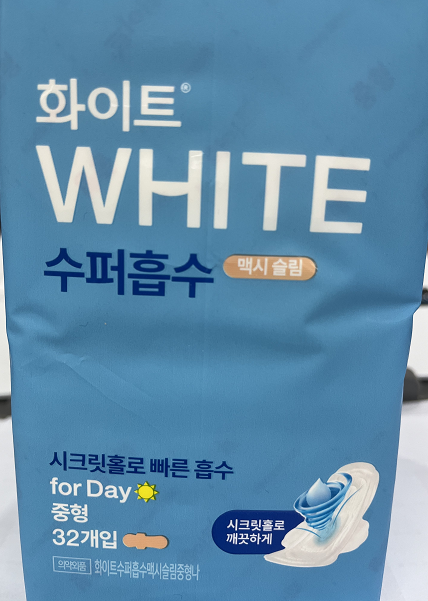 화이트®
WHITE
수퍼흡수 맥시 슬림
시크릿홀로 빠른 흡수
for Day
중형
32개입
시크릿홀로
깨끗하게
의약외품 화이트수퍼흡수맥시슬림중형나